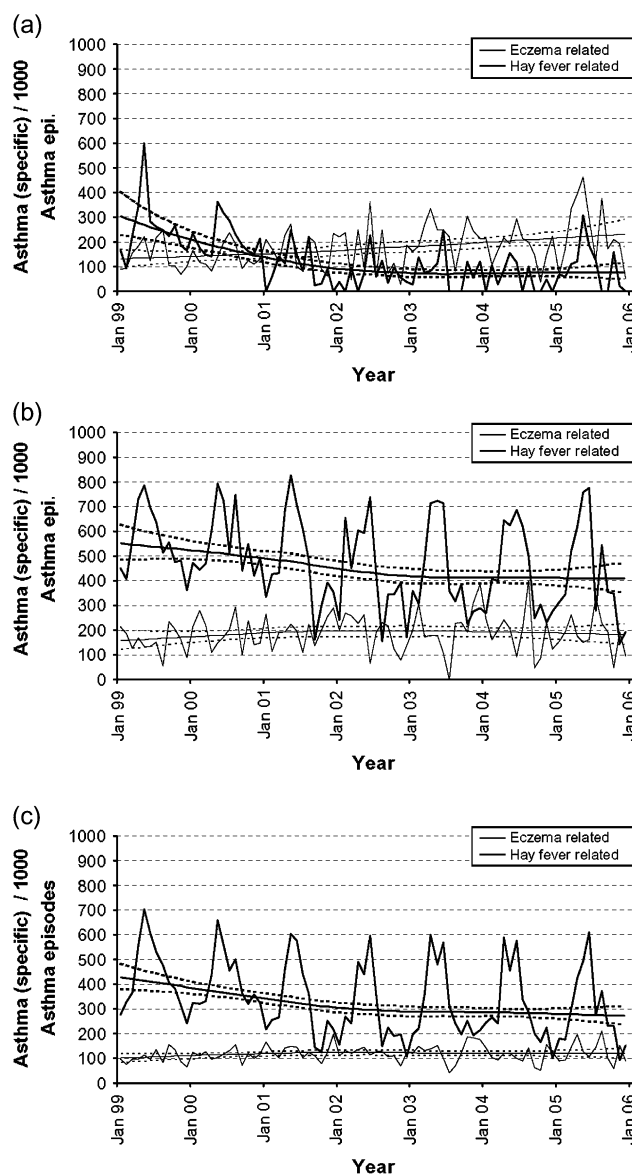 (a)
Asthma (specific) / 1000
Asthma epi.
1000
900
800
700
600
500
400
300
200
100
0
Eczema related
Hay fever related
Jan 99
Jan 00
Jan 01
Jan 02
Jan 03
Jan 04
Jan 05
Jan 06
Year
(b)
Asthma (specific) / 1000
Asthma epi.
1000
900
800
700
600
500
400
300
200
100
0
Eczema related
Hay fever related
Jan 99
Jan 00
Jan 01
Jan 02
Jan 03
Jan 04
Jan 05
Jan 06
Year
(c)
Asthma (specific) / 1000
Asthma episodes
1000
900
800
700
600
500
400
300
200
100
0
Eczema related
Hay fever related
Jan 99
Jan 00
Jan 01
Jan 02
Jan 03
Jan 04
Jan 05
Jan 06
Year